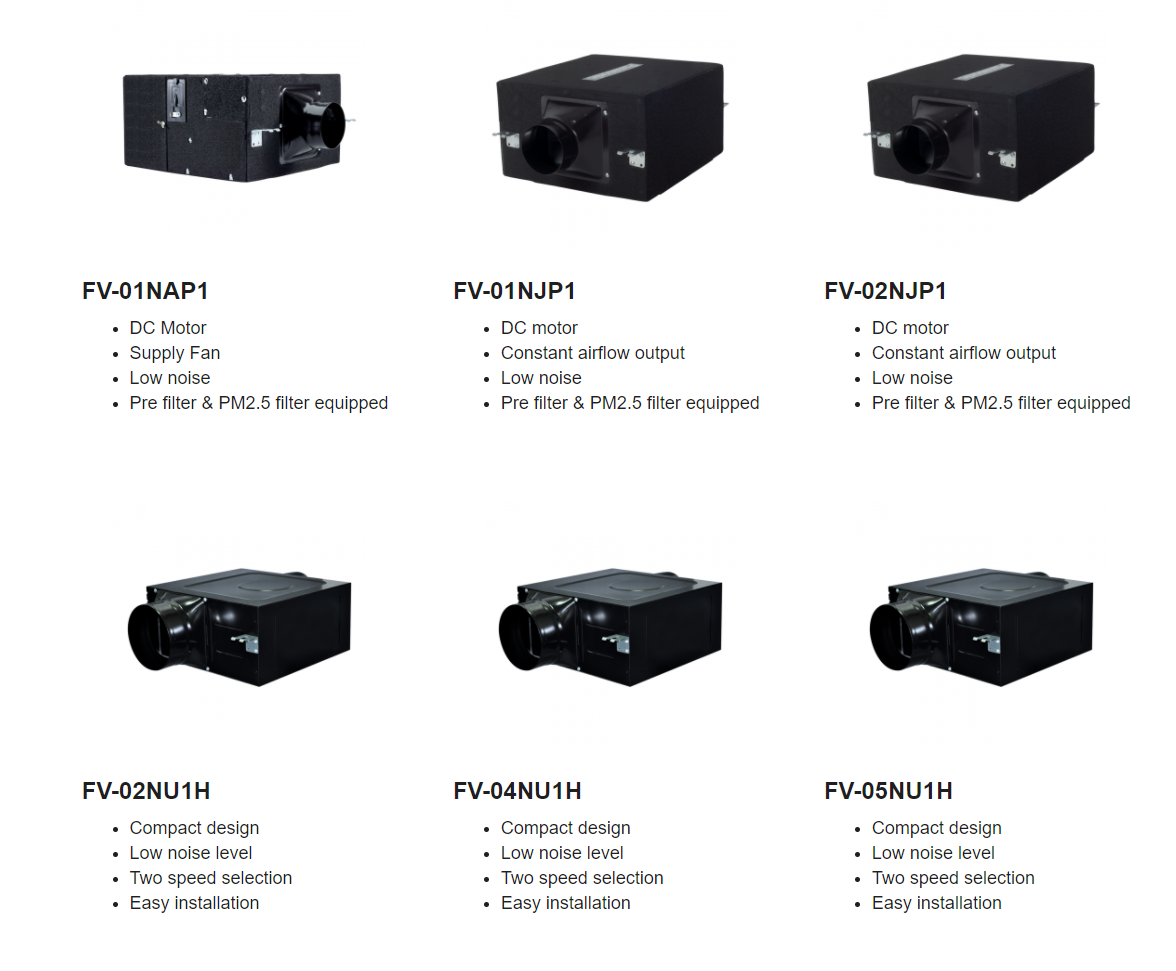 FV-01NAP1
• DC Motor
• Supply Fan
• Low noise
• Pre filter & PM2.5 filter equipped
FV-01NJP1
• DC motor
• Constant airflow output
• Low noise
• Pre filter & PM2.5 filter equipped
FV-02NJP1
• DC motor
• Constant airflow output
• Low noise
• Pre filter & PM2.5 filter equipped
FV-02NU1H
• Compact design
• Low noise level
• Two speed selection
• Easy installation
FV-04NU1H
• Compact design
• Low noise level
• Two speed selection
• Easy installation
FV-05NU1H
• Compact design
• Low noise level
• Two speed selection
• Easy installation